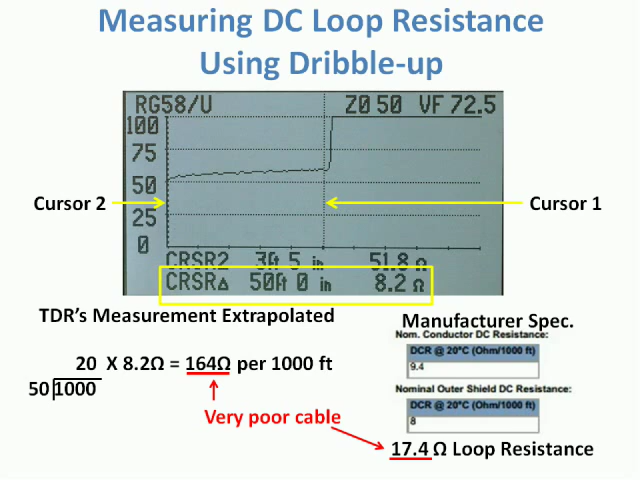 Measuring DC Loop Resistance
Using Dribble-up
RG58/U Z0 50 VF 72.5
100
75
50
25
0
Cursor 2
Cursor 1
CRSR2 3ft 5 in 51.8 Ω
CRSR∆ 50ft 0 in 8.2 Ω
TDR's Measurement Extrapolated
20 X 8.2Ω = 164Ω per 1000 ft
50 1000
Very poor cable
Manufacturer Spec.
Nom. Conductor DC Resistance:
DCR @ 20°C (Ohm/1000 ft)
9.4
Nominal Outer Shield DC Resistance:
DCR @ 20°C (Ohm/1000 ft)
8
17.4 Ω Loop Resistance